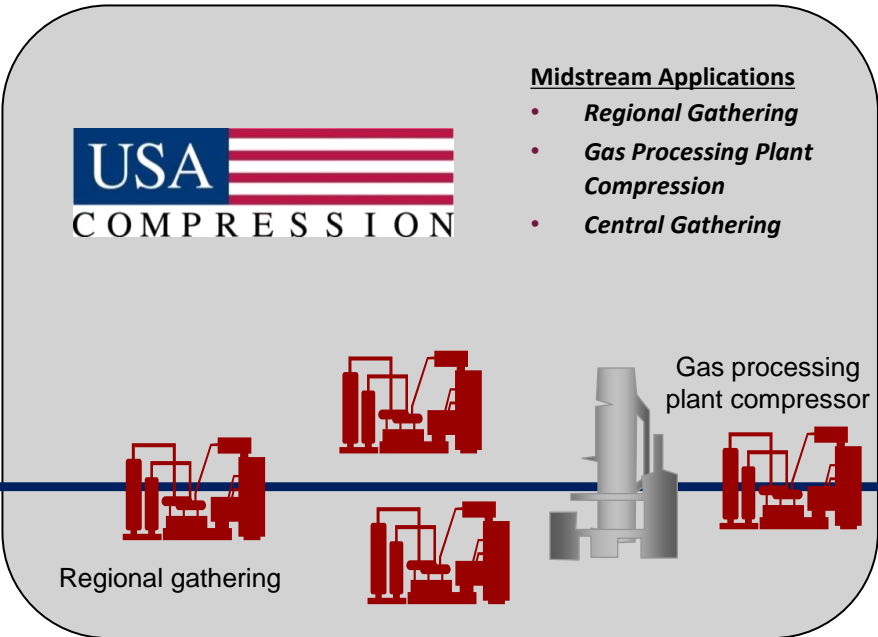 Midstream Applications
• Regional Gathering
• Gas Processing Plant
Compression
• Central Gathering
USA
COMPRESSION
Gas processing
plant compressor
Regional gathering